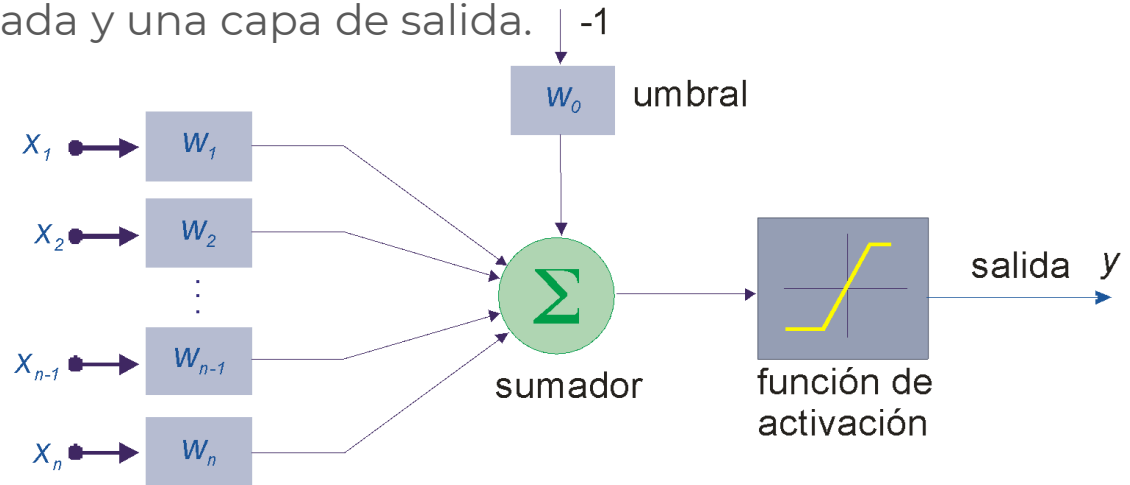 ada y una capa de salida.
-1
w₀
umbral
x₁
w₁
x₂
w₂
⋮
xₙ₋₁
wₙ₋₁
xₙ
wₙ
Σ
sumador
función de
activación
salida y